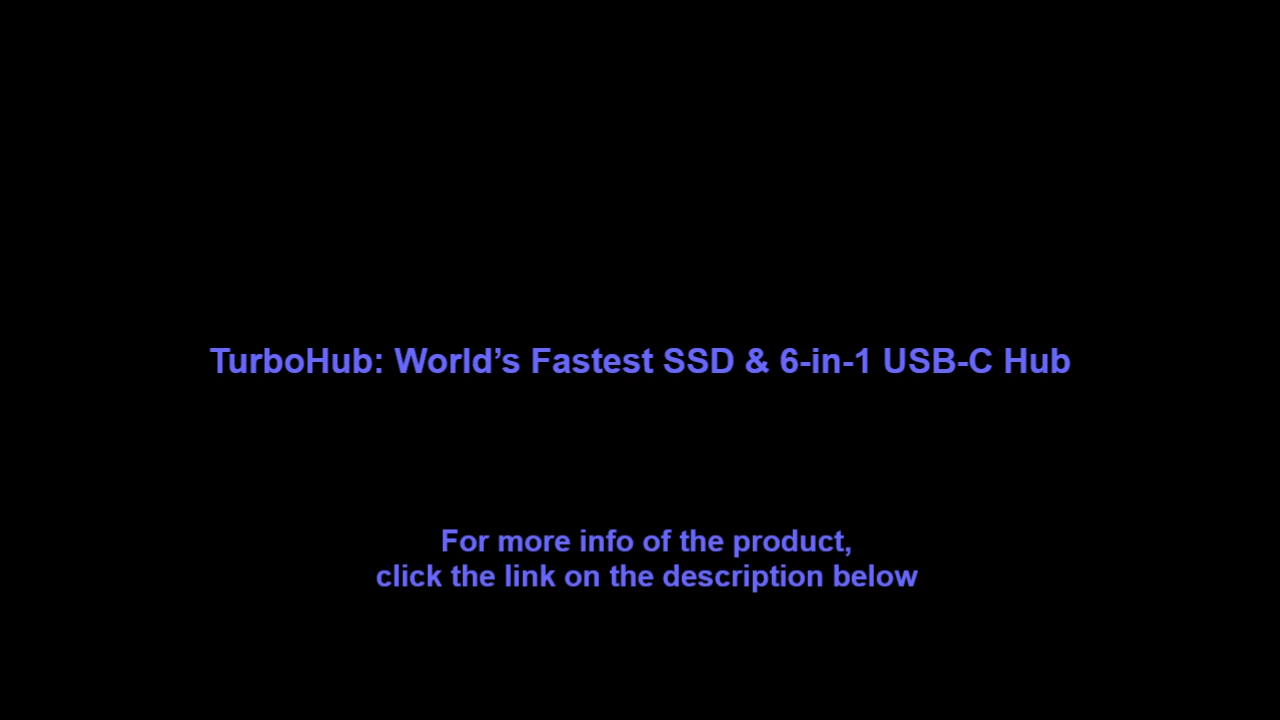 TurboHub: World’s Fastest SSD & 6-in-1 USB-C Hub
For more info of the product,
click the link on the description below